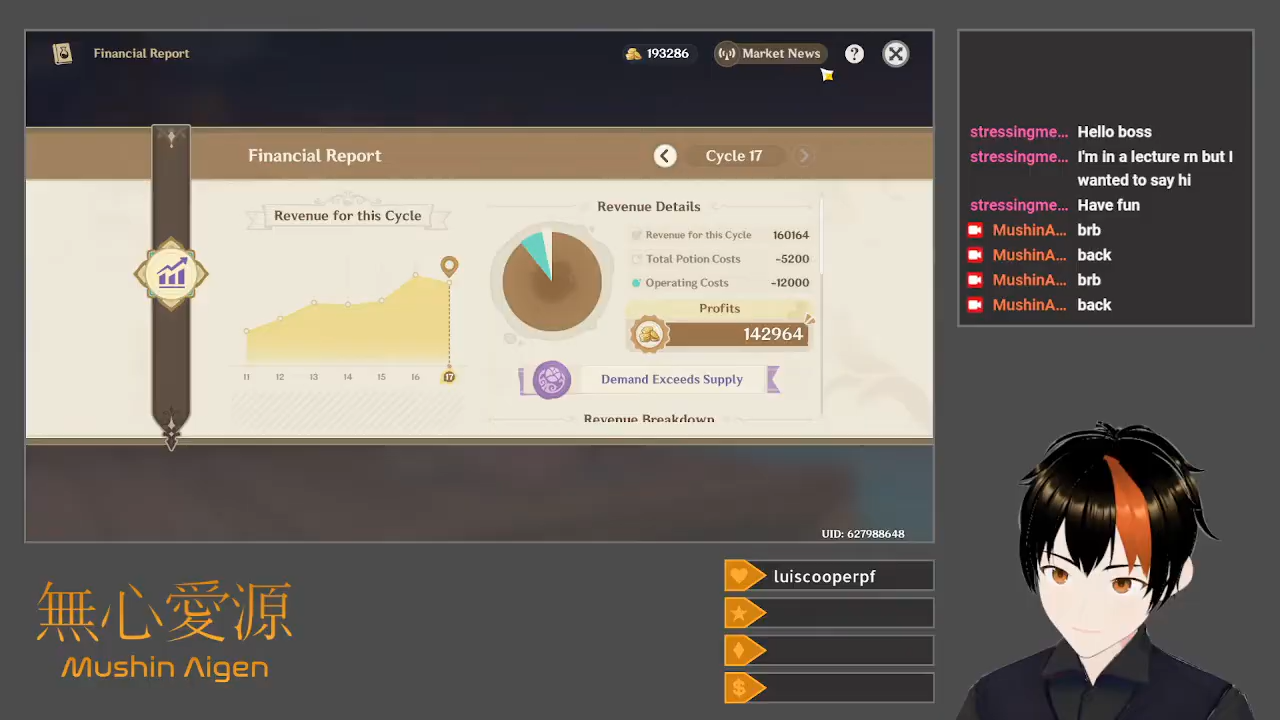 Financial Report
193286
Market News
?
Financial Report
Cycle 17
Revenue for this Cycle
11 12 13 14 15 16 17
Revenue Details
Revenue for this Cycle 160164
Total Potion Costs -5200
Operating Costs -12000
Profits
142964
Demand Exceeds Supply
Revenue Breakdown
UID: 627988648
stressingme... Hello boss
stressingme... I'm in a lecture rn but I
wanted to say hi
stressingme... Have fun
MushinA... brb
MushinA... back
MushinA... brb
MushinA... back
無心愛源
Mushin Aigen
luiscooperpf
$